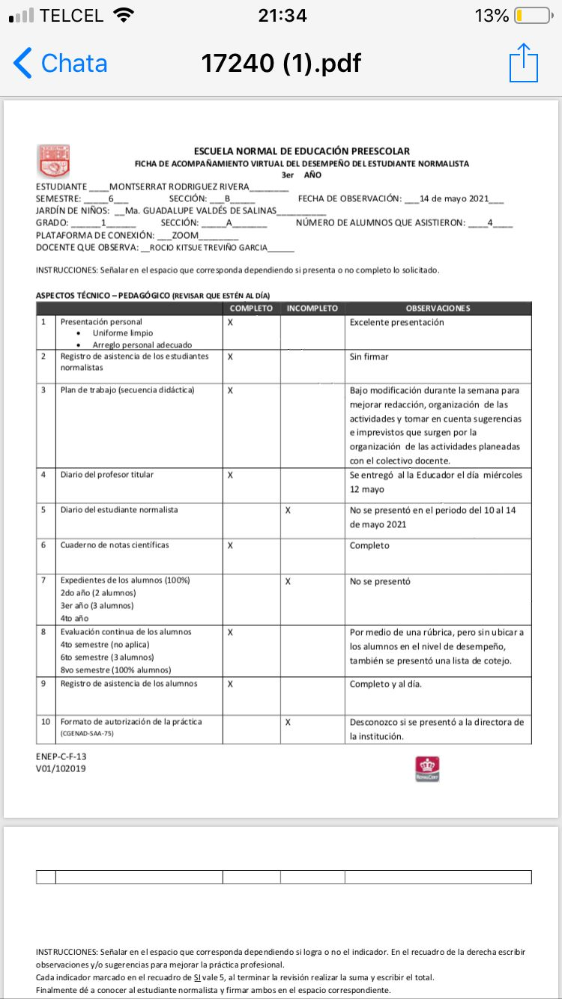 TELCEL 21:34 13%
Chata 17240 (1).pdf
ESCUELA NORMAL DE EDUCACIÓN PREESCOLAR
FICHA DE ACOMPAÑAMIENTO VIRTUAL DEL DESEMPEÑO DEL ESTUDIANTE NORMALISTA
3er AÑO
ESTUDIANTE ____MONTSERRAT RODRIGUEZ RIVERA________
SEMESTRE: _____6___ SECCIÓN: ___B_____ FECHA DE OBSERVACIÓN: ___14 de mayo 2021___
JARDÍN DE NIÑOS: __Ma. GUADALUPE VALDÉS DE SALINAS__________
GRADO: ______1______ SECCIÓN: _____A_______ NÚMERO DE ALUMNOS QUE ASISTIERON: ____4____
PLATAFORMA DE CONEXIÓN: ___ZOOM________
DOCENTE QUE OBSERVA: __ROCIO KITSUE TREVIÑO GARCIA_____
INSTRUCCIONES: Señalar en el espacio que corresponda dependiendo si presenta o no completo lo solicitado.
ASPECTOS TÉCNICO – PEDAGÓGICO (REVISAR QUE ESTÉN AL DÍA)
COMPLETO INCOMPLETO OBSERVACIONES
1 Presentación personal X Excelente presentación
• Uniforme limpio
• Arreglo personal adecuado
2 Registro de asistencia de los estudiantes X Sin firmar
normalistas
3 Plan de trabajo (secuencia didáctica) X Bajo modificación durante la semana para
mejorar redacción, organización de las
actividades y tomar en cuenta sugerencias
e imprevistos que surgen por la
organización de las actividades planeadas
con el colectivo docente.
4 Diario del profesor titular X Se entregó al la Educador el día miércoles
12 mayo
5 Diario del estudiante normalista X No se presentó en el periodo del 10 al 14
de mayo 2021
6 Cuaderno de notas científicas X Completo
7 Expedientes de los alumnos (100%) X No se presentó
2do año (2 alumnos)
3er año (3 alumnos)
4to año
8 Evaluación continua de los alumnos X Por medio de una rúbrica, pero sin ubicar a
4to semestre (no aplica) los alumnos en el nivel de desempeño,
6to semestre (3 alumnos) también se presentó una lista de cotejo.
8vo semestre (100% alumnos)
9 Registro de asistencia de los alumnos X Completo y al día.
10 Formato de autorización de la práctica X Desconozco si se presentó a la directora de
(CGENAD-SAA-75) la institución.
ENEP-C-F-13
V01/102019
ROYALCERT
INSTRUCCIONES: Señalar en el espacio que corresponda dependiendo si logra o no el indicador. En el recuadro de la derecha escribir
observaciones y/o sugerencias para mejorar la práctica profesional.
Cada indicador marcado en el recuadro de SI vale 5, al terminar la revisión realizar la suma y escribir el total.
Finalmente dé a conocer al estudiante normalista y firmar ambos en el espacio correspondiente.